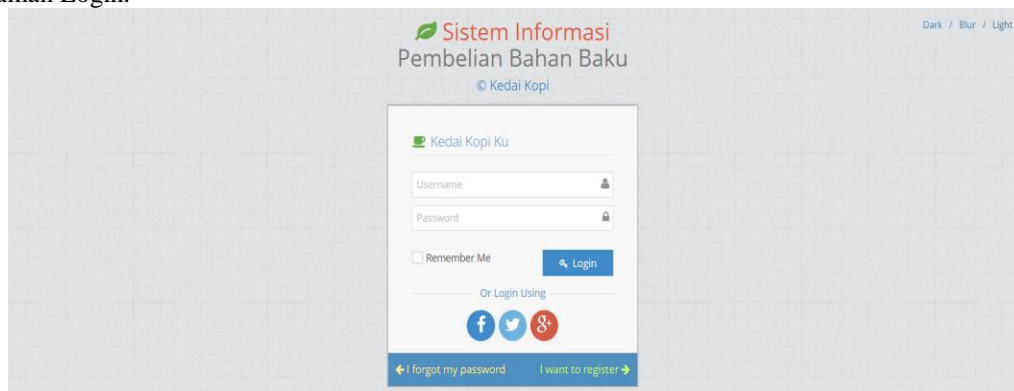 Login.
Sistem Informasi
Dark / Blur / Light
Pembelian Bahan Baku
© Kedai Kopi
Kedai Kopi Ku
Username
Password
Remember Me
Login
Or Login Using
f
g+
I forgot my password
I want to register